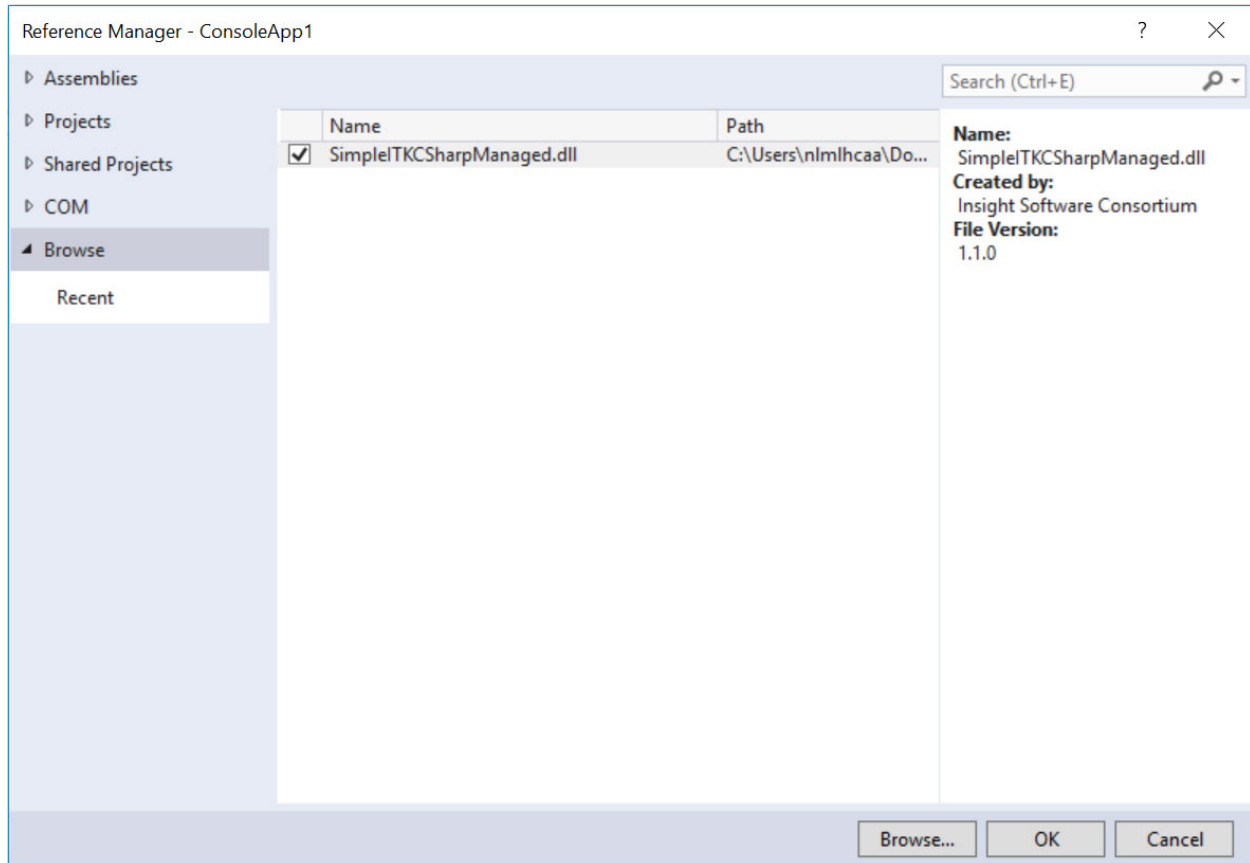 Reference Manager - ConsoleApp1
?
Assemblies
Projects
Shared Projects
COM
Browse
Recent
Search (Ctrl+E)
Name Path
SimpleITKCSharpManaged.dll C:\Users\nlmlhcaa\Do...
Name:
SimpleITKCSharpManaged.dll
Created by:
Insight Software Consortium
File Version:
1.1.0
Browse... OK Cancel